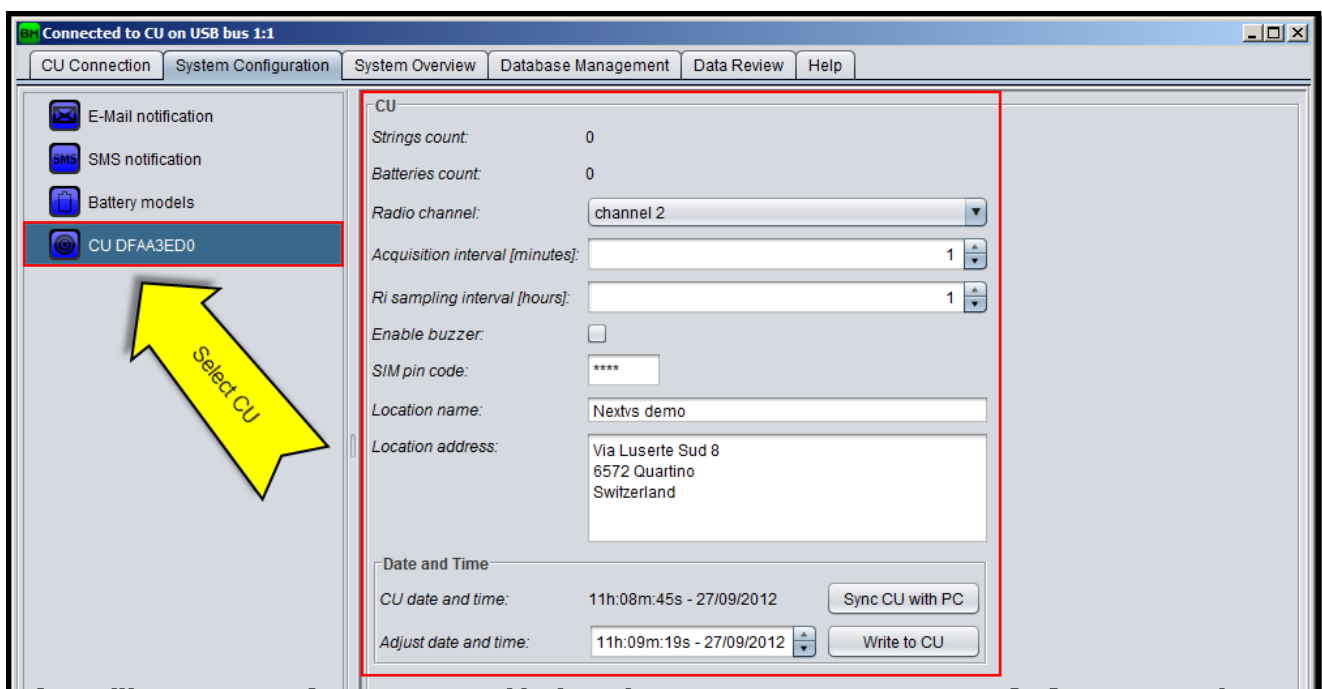 BM Connected to CU on USB bus 1:1
CU Connection System Configuration System Overview Database Management Data Review Help
E-Mail notification
SMS SMS notification
Battery models
CU DFAA3ED0
Select CU
CU
Strings count: 0
Batteries count: 0
Radio channel: channel 2
Acquisition interval [minutes]: 1
Ri sampling interval [hours]: 1
Enable buzzer:
SIM pin code: ****
Location name: Nextvs demo
Location address: Via Luserte Sud 8
6572 Quartino
Switzerland
Date and Time
CU date and time: 11h:08m:45s - 27/09/2012 Sync CU with PC
Adjust date and time: 11h:09m:19s - 27/09/2012 Write to CU